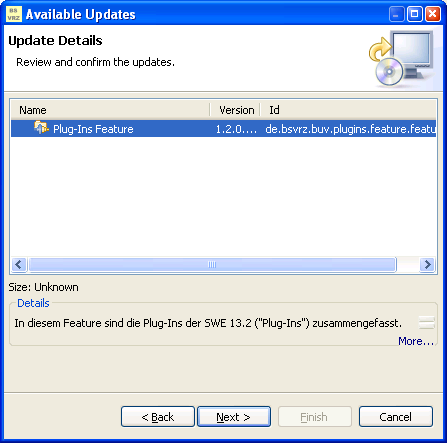 BS
VRZ
Available Updates
Update Details
Review and confirm the updates.
Name Version Id
Plug-Ins Feature 1.2.0.... de.bsvrz.buv.plugins.feature.featu
Size: Unknown
Details
In diesem Feature sind die Plug-Ins der SWE 13.2 ("Plug-Ins") zusammengefasst.
More...
< Back Next > Finish Cancel